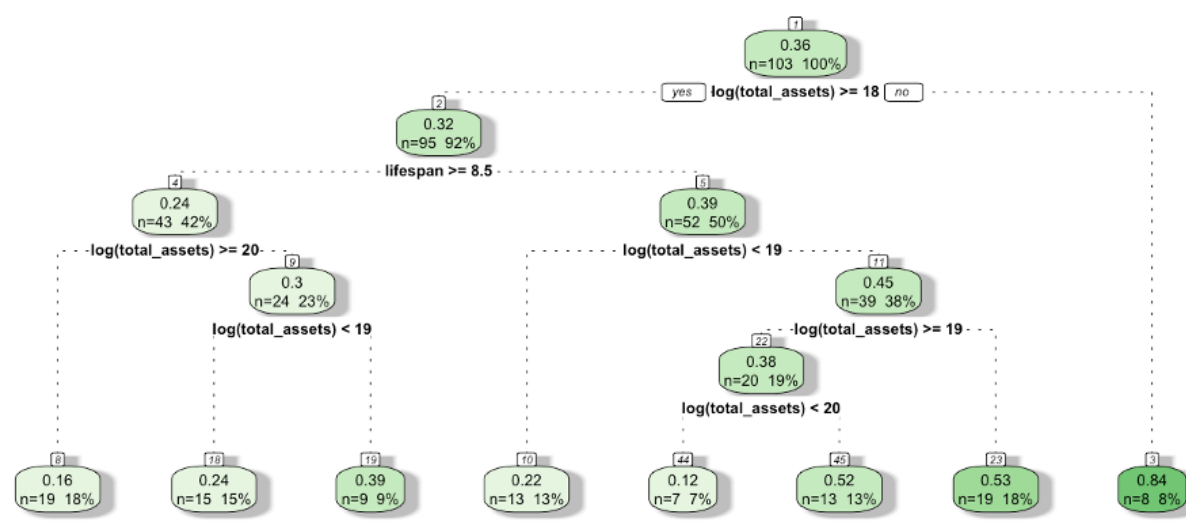 1
0.36
n=103 100%
yes log(total_assets) >= 18 no
2
0.32
n=95 92%
lifespan >= 8.5
4
0.24
n=43 42%
5
0.39
n=52 50%
log(total_assets) >= 20
log(total_assets) < 19
9
0.3
n=24 23%
11
0.45
n=39 38%
log(total_assets) < 19
log(total_assets) >= 19
22
0.38
n=20 19%
log(total_assets) < 20
8
0.16
n=19 18%
18
0.24
n=15 15%
19
0.39
n=9 9%
10
0.22
n=13 13%
44
0.12
n=7 7%
45
0.52
n=13 13%
23
0.53
n=19 18%
3
0.84
n=8 8%